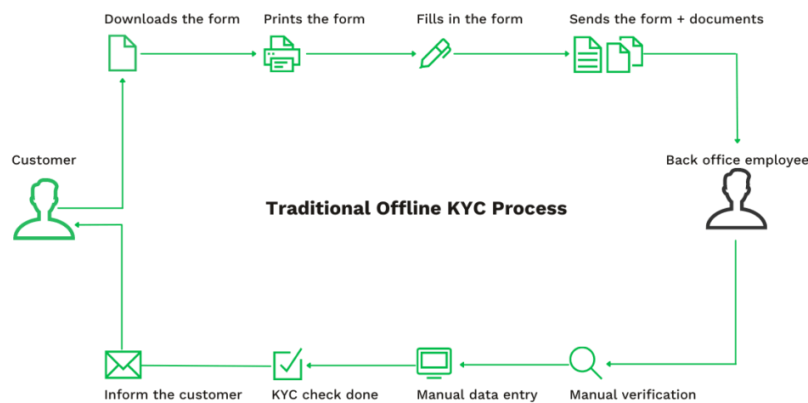 Downloads the form
Prints the form
Fills in the form
Sends the form + documents
Customer
Back office employee
Traditional Offline KYC Process
Inform the customer
KYC check done
Manual data entry
Manual verification